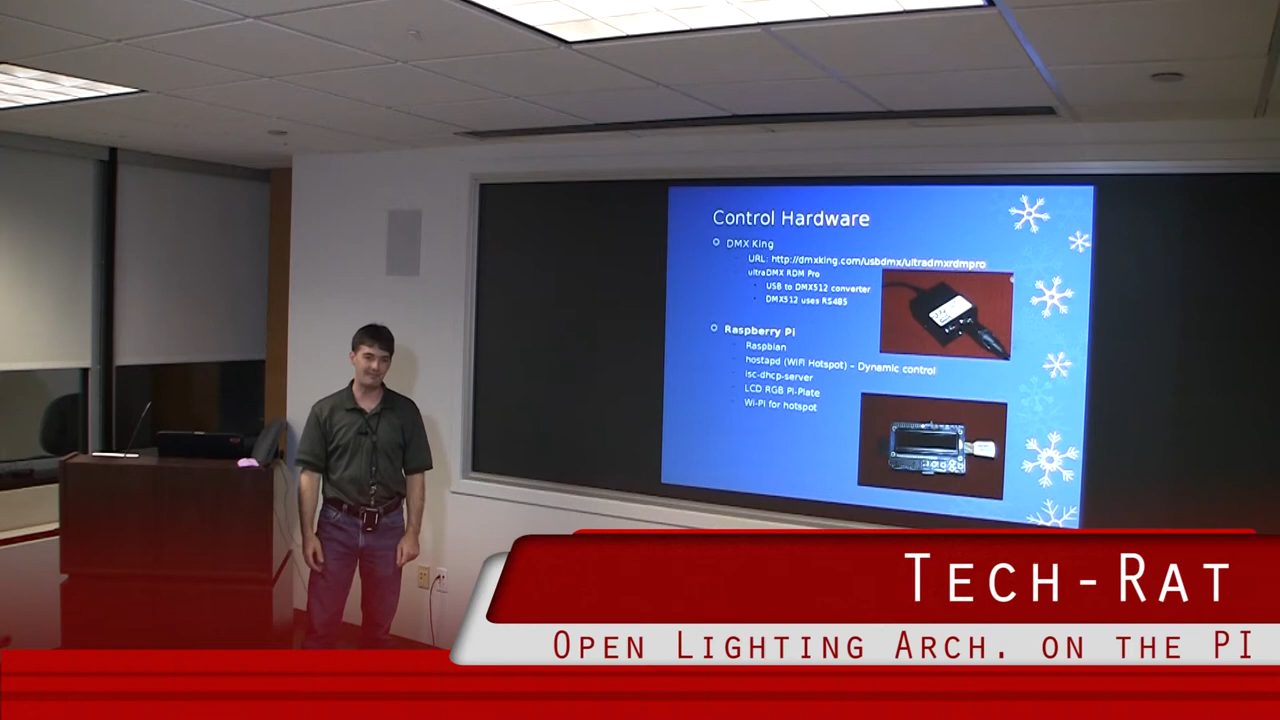 Control Hardware
DMX King
URL: http://dmxking.com/usbdmx/ultradmxrdmpro
ultraDMX RDM Pro
USB to DMX512 converter
DMX512 uses RS485
Raspberry Pi
Raspbian
hostapd (WIFI Hotspot) – Dynamic control
isc-dhcp-server
LCD RGB Pi-Plate
Wi-Pi for hotspot
TECH-RAT
OPEN LIGHTING ARCH. ON THE PI